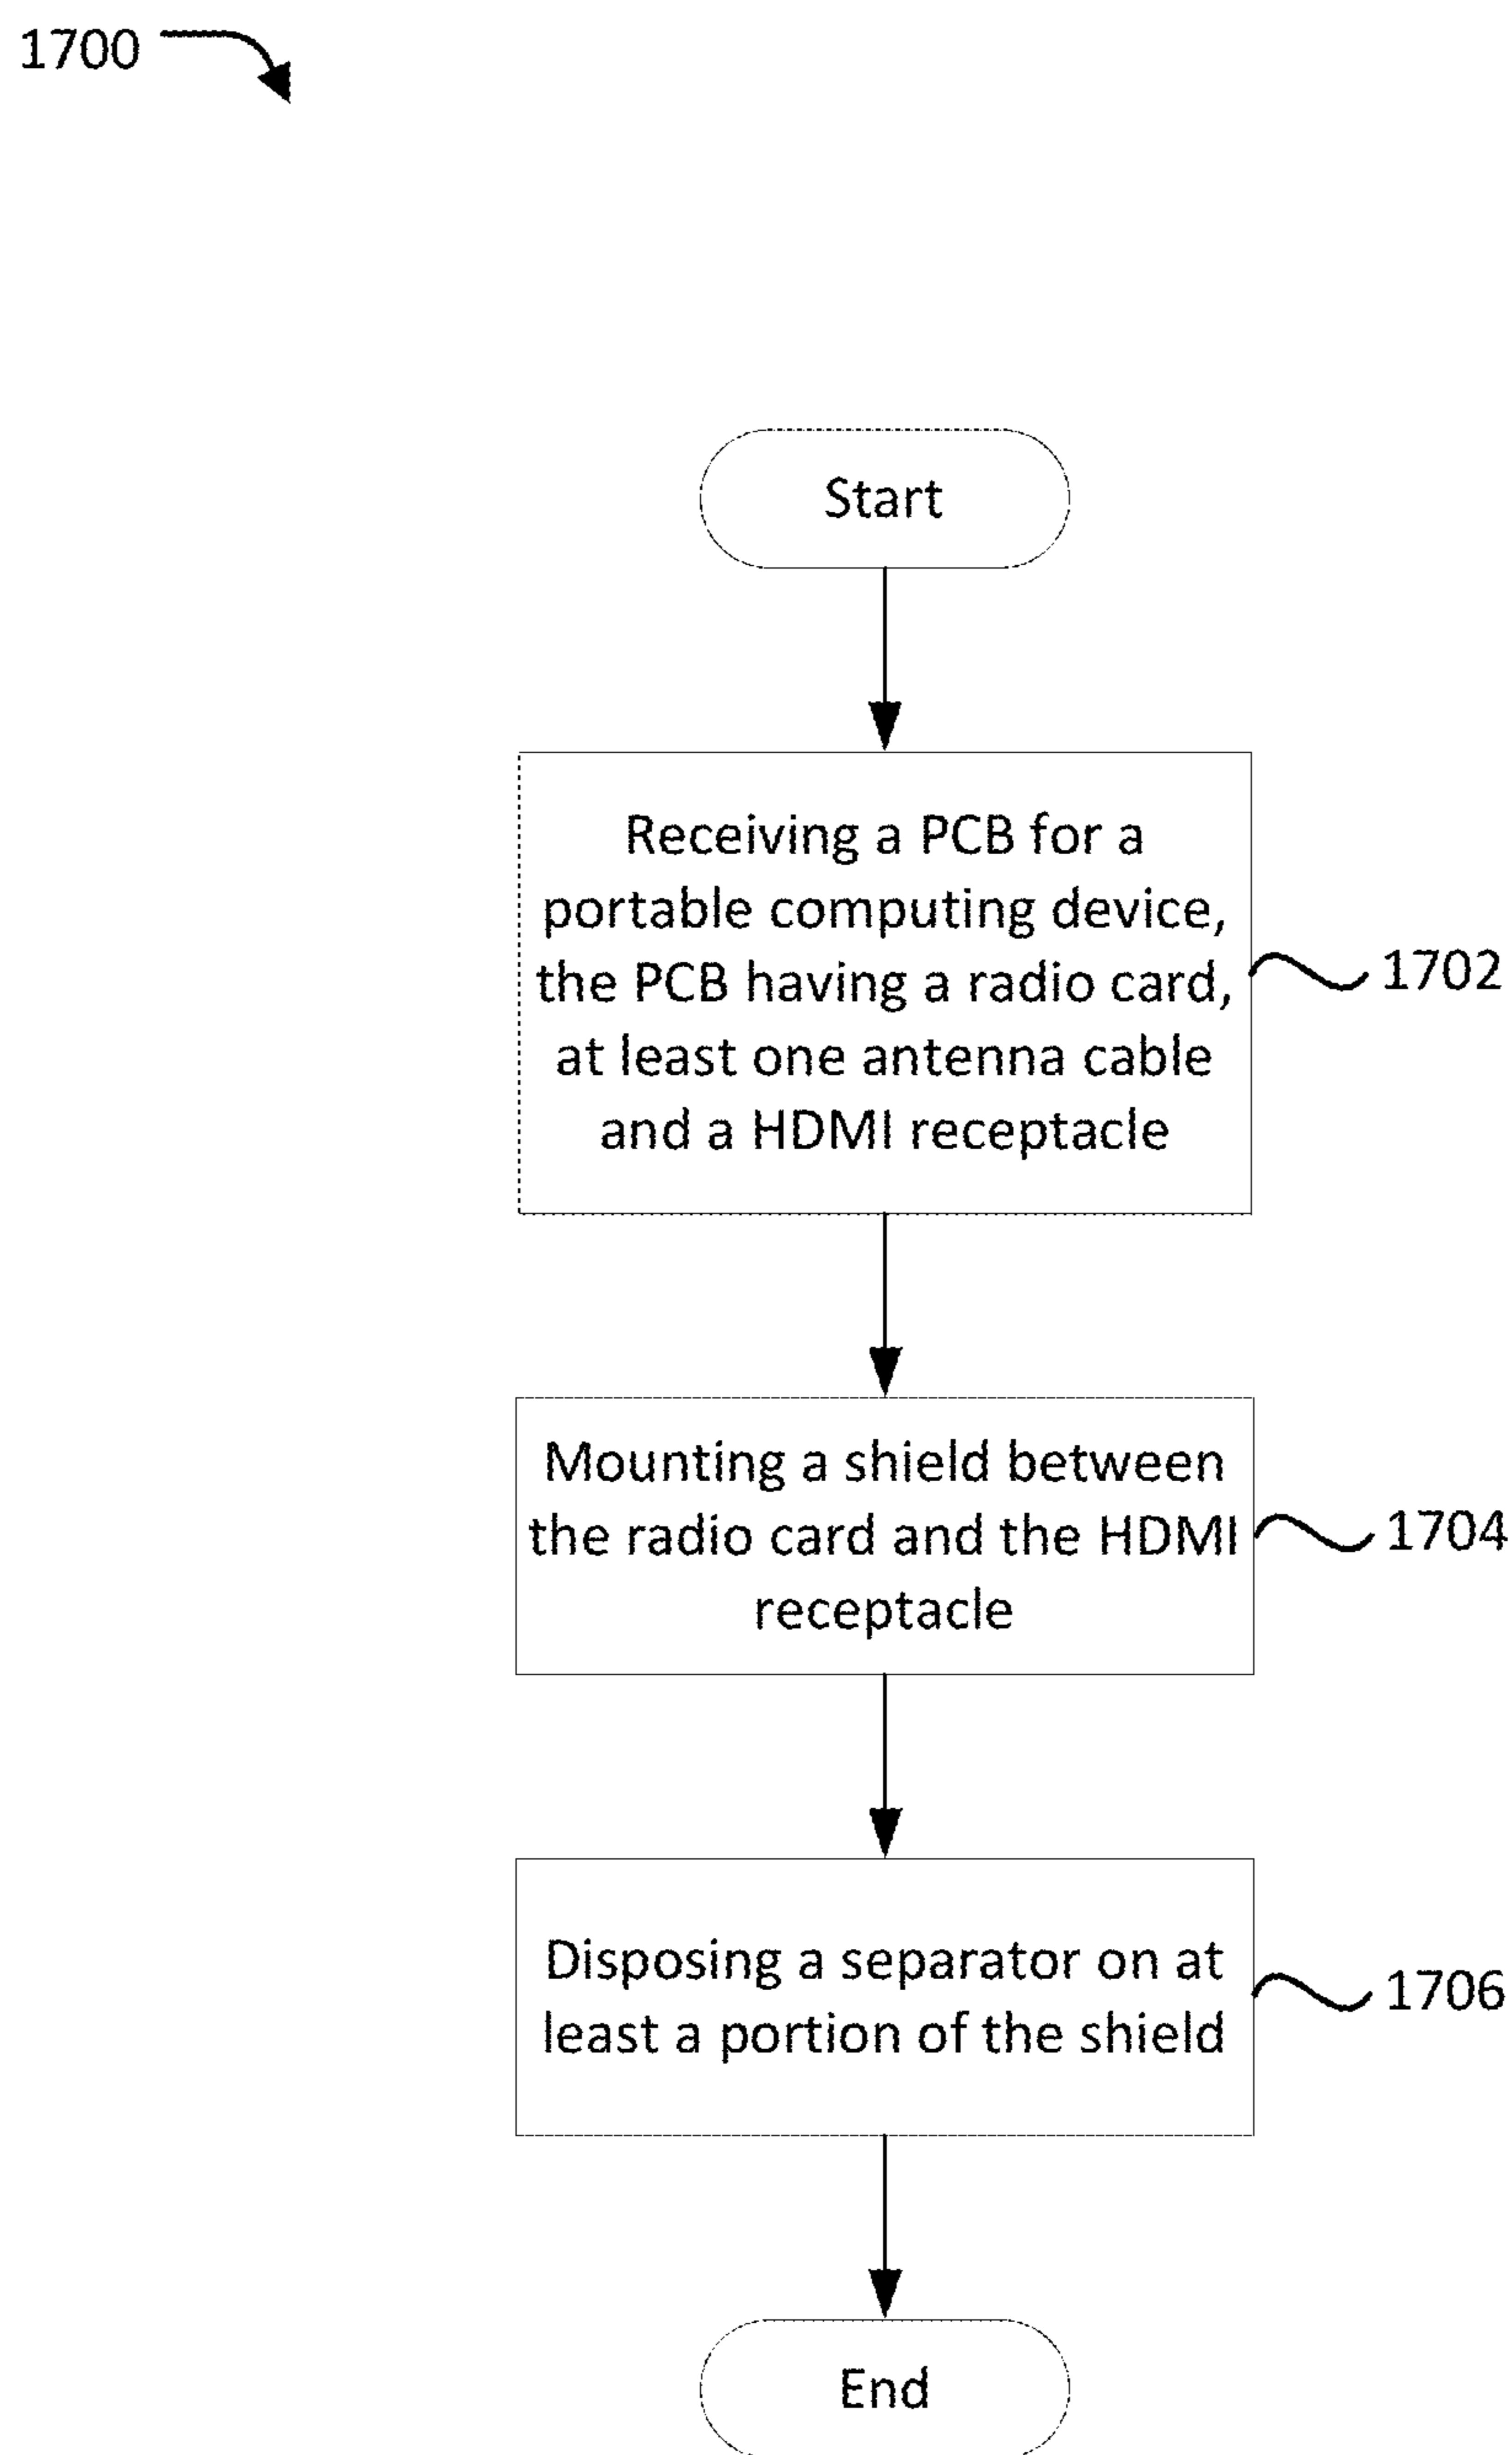 1700
Start
Receiving a PCB for a
portable computing device,
the PCB having a radio card,
at least one antenna cable
and a HDMI receptacle
1702
Mounting a shield between
the radio card and the HDMI
receptacle
1704
Disposing a separator on at
least a portion of the shield
1706
End